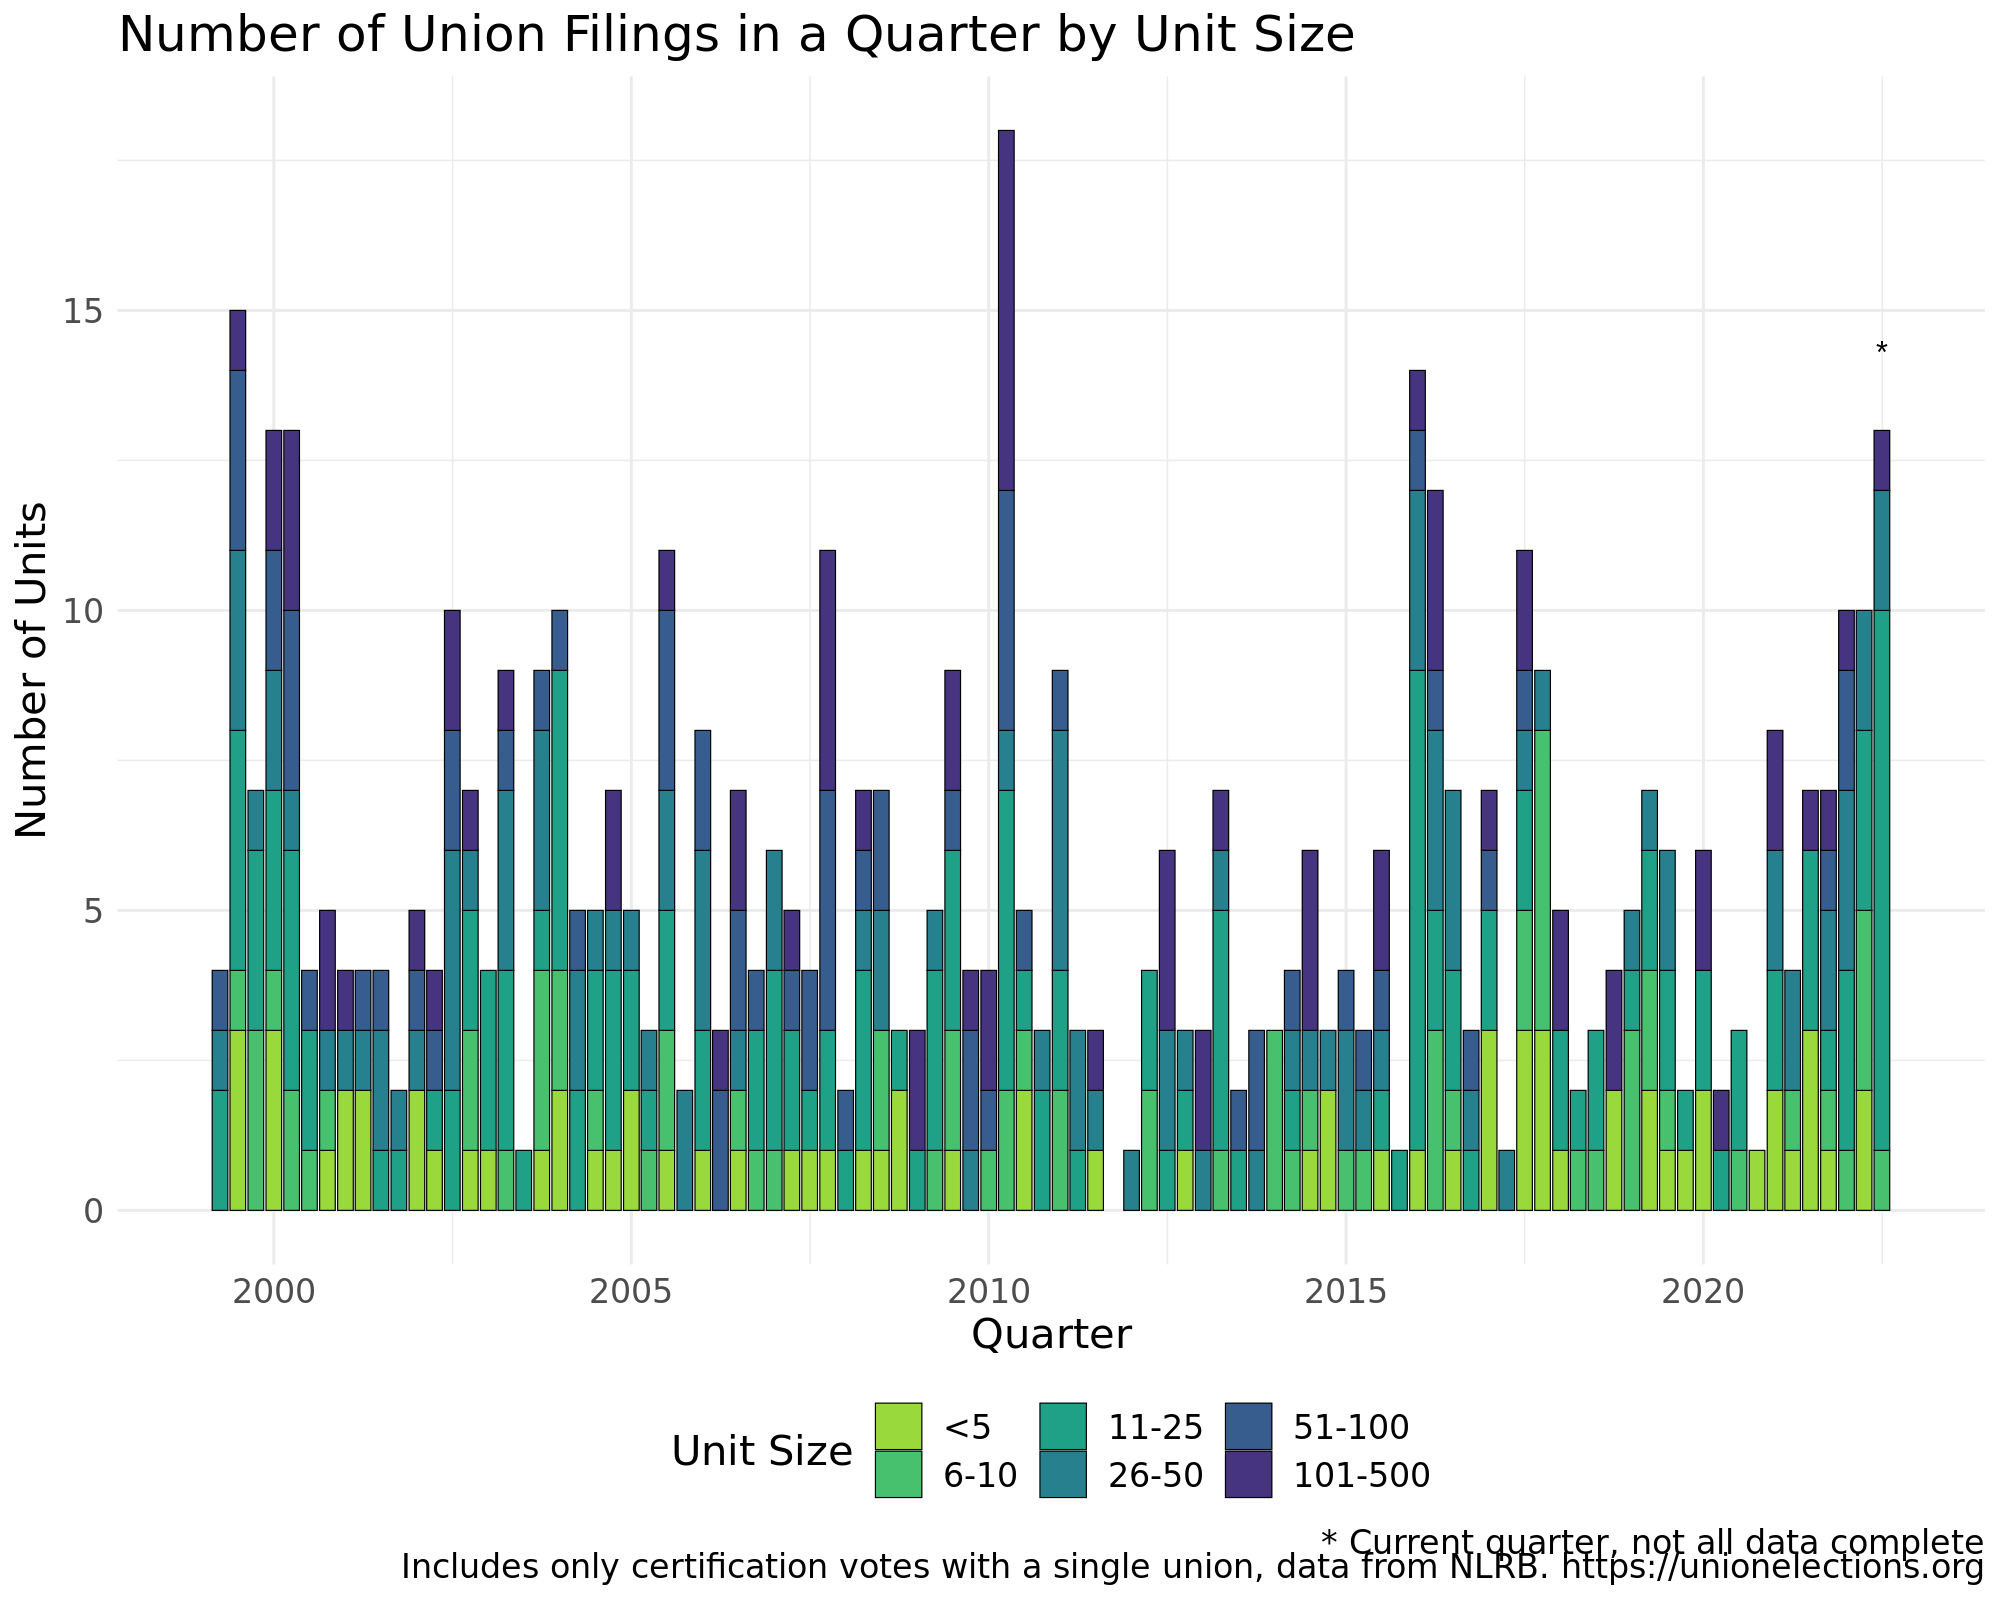 Number of Union Filings in a Quarter by Unit Size
Number of Units
15
10
5
0
*
2000 2005 2010 2015 2020
Quarter
Unit Size
<5 11-25 51-100
6-10 26-50 101-500
* Current quarter, not all data complete
Includes only certification votes with a single union, data from NLRB. https://unionelections.org